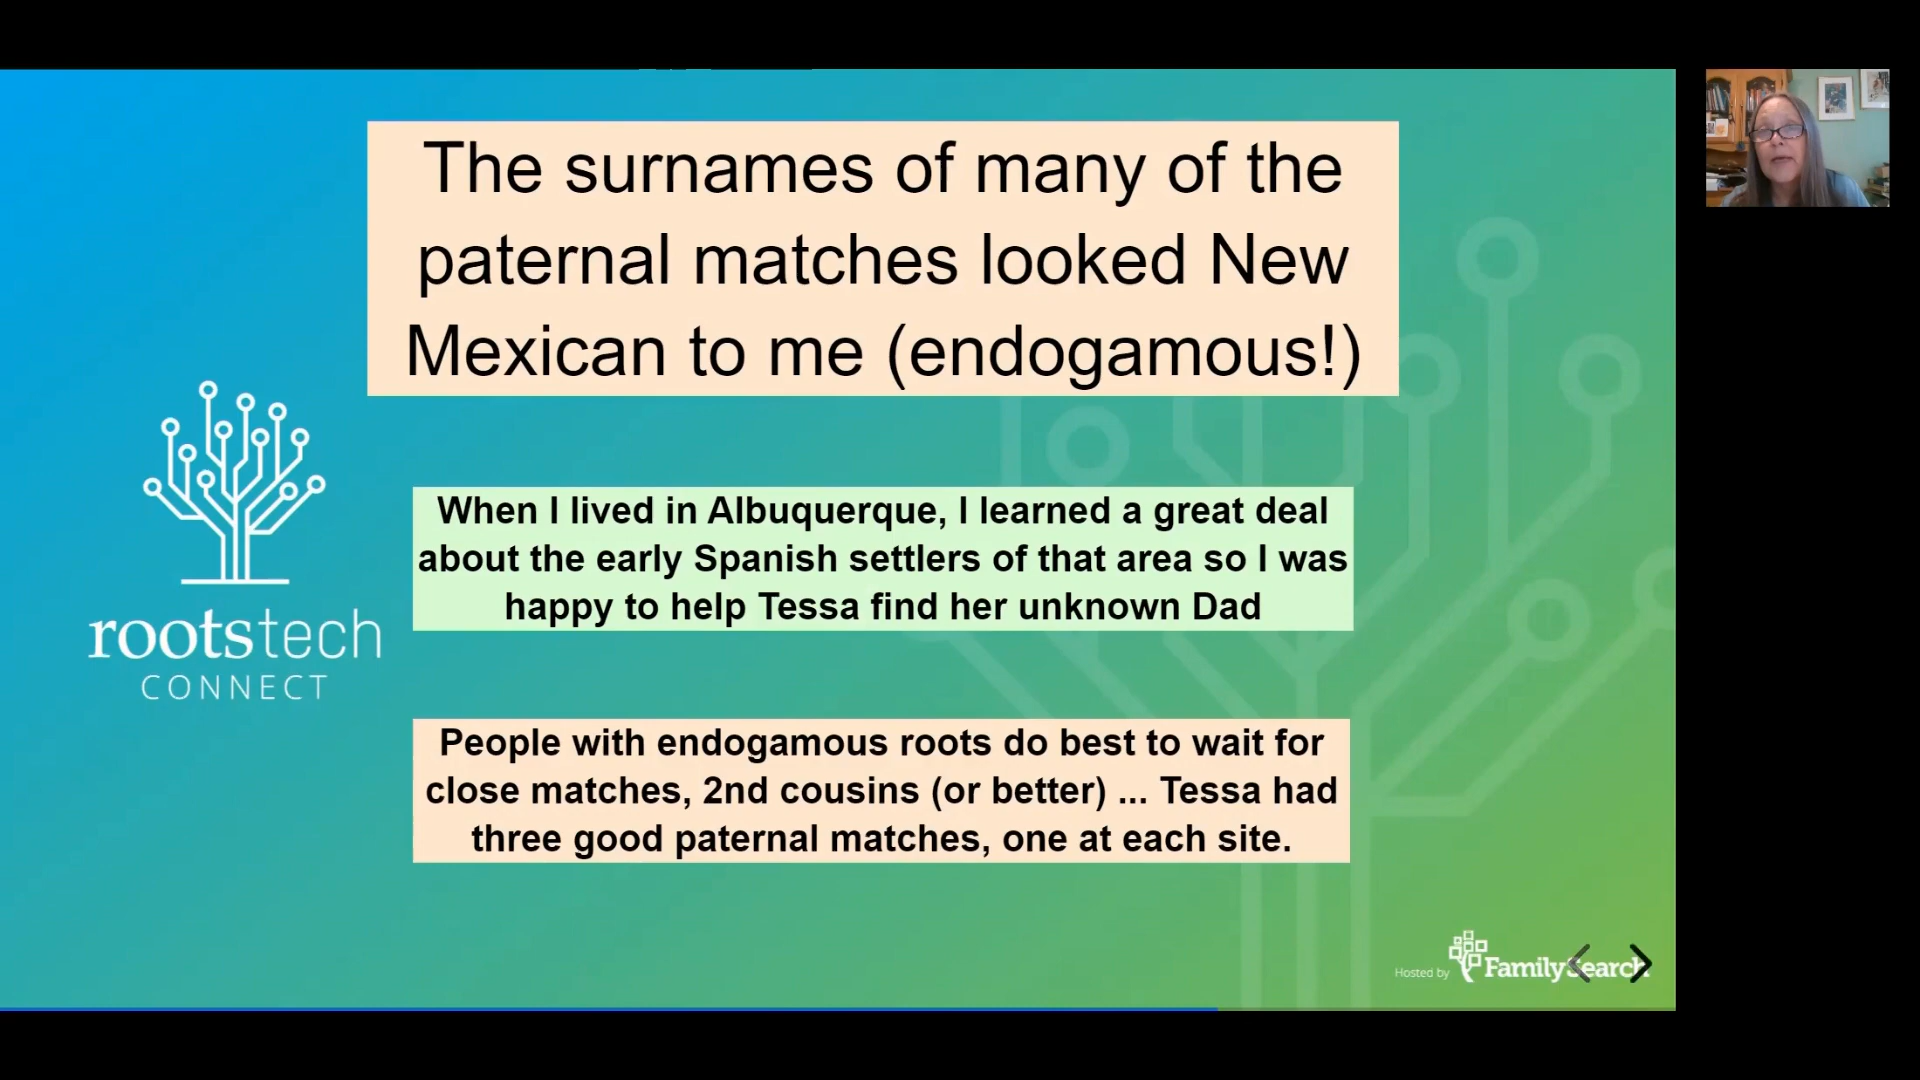 The surnames of many of the
paternal matches looked New
Mexican to me (endogamous!)
When I lived in Albuquerque, I learned a great deal
about the early Spanish settlers of that area so I was
happy to help Tessa find her unknown Dad
rootstech
CONNECT
People with endogamous roots do best to wait for
close matches, 2nd cousins (or better) ... Tessa had
three good paternal matches, one at each site.
Hosted by FamilySearch